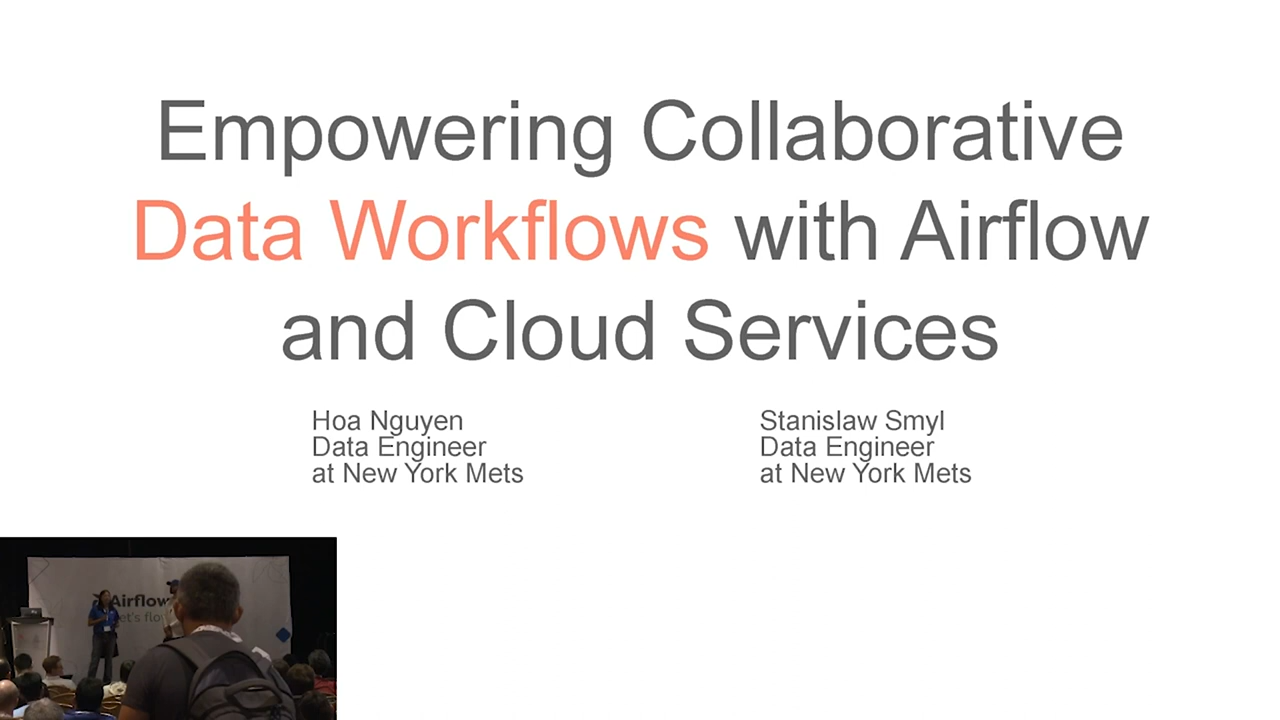 Empowering Collaborative
Data Workflows with Airflow
and Cloud Services
Hoa Nguyen
Data Engineer
at New York Mets
Stanislaw Smyl
Data Engineer
at New York Mets
Airflow